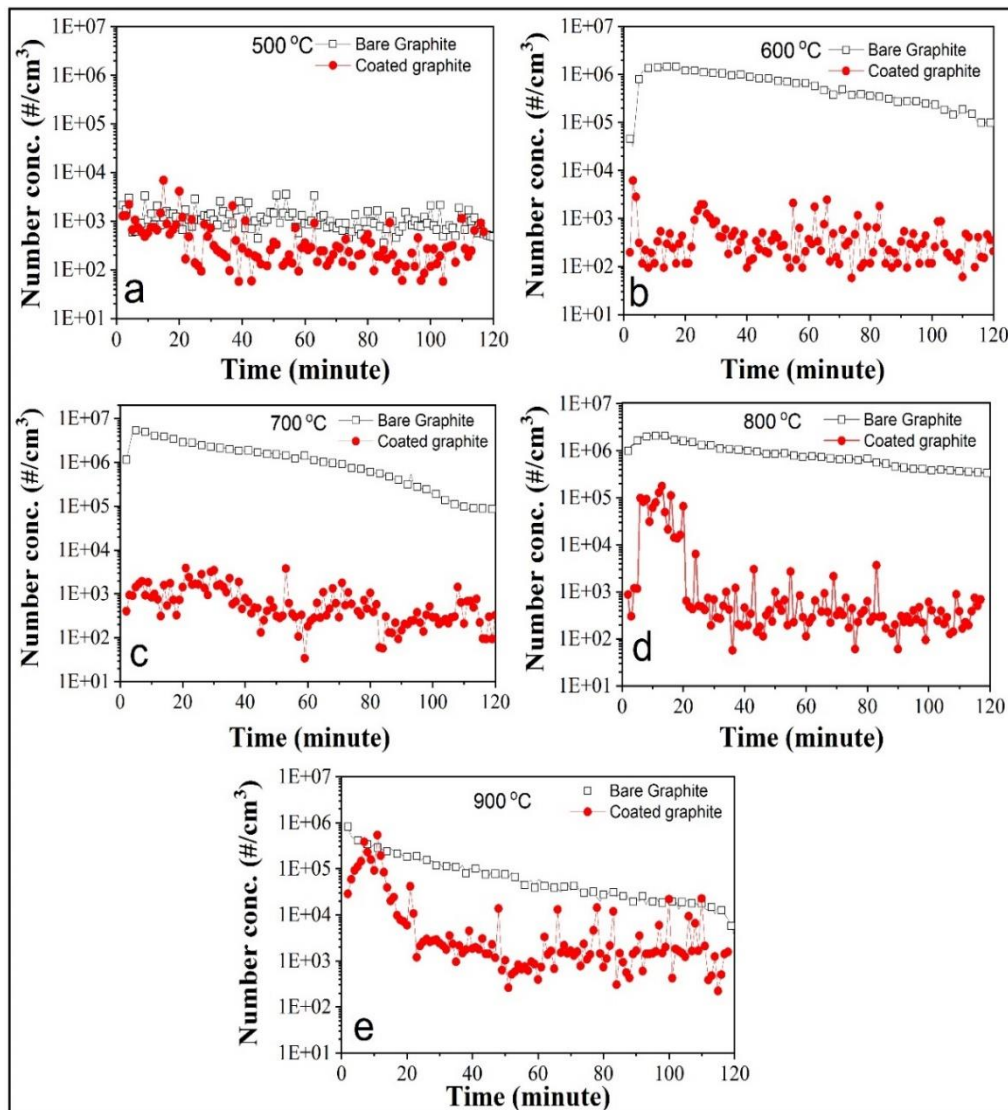 1E+07
1E+06
1E+05
1E+04
1E+03
1E+02
1E+01
Number conc. (#/cm³)
500 ºC
Bare Graphite
Coated graphite
a
0 20 40 60 80 100 120
Time (minute)
1E+07
1E+06
1E+05
1E+04
1E+03
1E+02
1E+01
Number conc. (#/cm³)
600 ºC
Bare Graphite
Coated graphite
b
0 20 40 60 80 100 120
Time (minute)
1E+07
1E+06
1E+05
1E+04
1E+03
1E+02
1E+01
Number conc. (#/cm³)
700 ºC
Bare Graphite
Coated graphite
c
0 20 40 60 80 100 120
Time (minute)
1E+07
1E+06
1E+05
1E+04
1E+03
1E+02
1E+01
Number conc. (#/cm³)
800 ºC
Bare Graphite
Coated graphite
d
0 20 40 60 80 100 120
Time (minute)
1E+07
1E+06
1E+05
1E+04
1E+03
1E+02
1E+01
Number conc. (#/cm³)
900 ºC
Bare Graphite
Coated graphite
e
0 20 40 60 80 100 120
Time (minute)